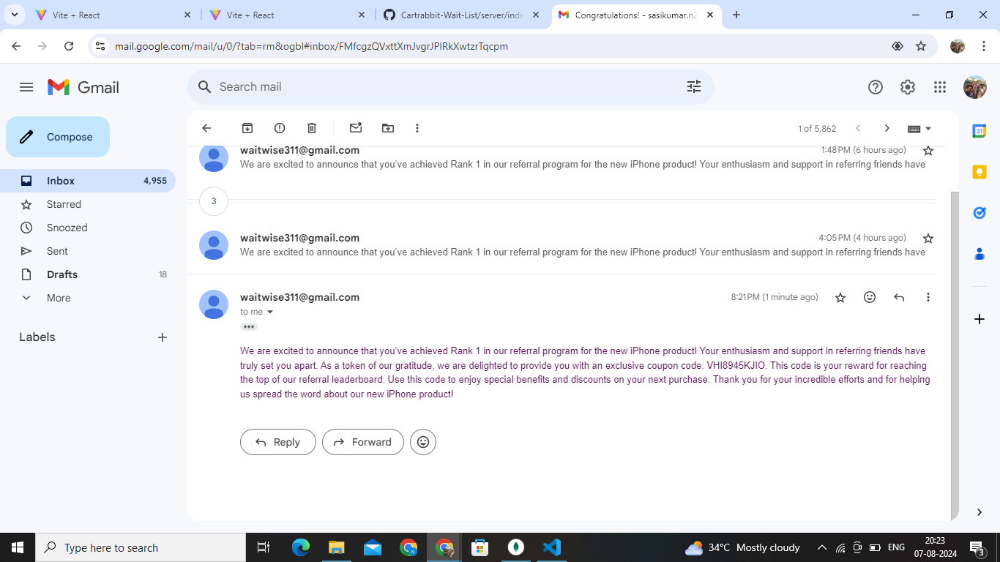 Vite + React
Vite + React
Cartrabbit-Wait-List/server/inde
Congratulations! - sasikumar.n2
mail.google.com/mail/u/0/?tab=rm&ogbl#inbox/FMfcgzQVxttXmJvgrJPlRkXwtzrTqcpm
Gmail
Search mail
Compose
1 of 5,862
Inbox 4,955
Starred
Snoozed
Sent
Drafts 18
More
Labels
31
waitwise311@gmail.com 1:48 PM (6 hours ago)
We are excited to announce that you've achieved Rank 1 in our referral program for the new iPhone product! Your enthusiasm and support in referring friends have
3
waitwise311@gmail.com 4:05 PM (4 hours ago)
We are excited to announce that you've achieved Rank 1 in our referral program for the new iPhone product! Your enthusiasm and support in referring friends have
waitwise311@gmail.com 8:21 PM (1 minute ago)
to me
We are excited to announce that you've achieved Rank 1 in our referral program for the new iPhone product! Your enthusiasm and support in referring friends have
truly set you apart. As a token of our gratitude, we are delighted to provide you with an exclusive coupon code: VHI8945KJIO. This code is your reward for reaching
the top of our referral leaderboard. Use this code to enjoy special benefits and discounts on your next purchase. Thank you for your incredible efforts and for helping
us spread the word about our new iPhone product!
Reply
Forward
Type here to search
N
34°C Mostly cloudy
ENG
20:23
07-08-2024
3